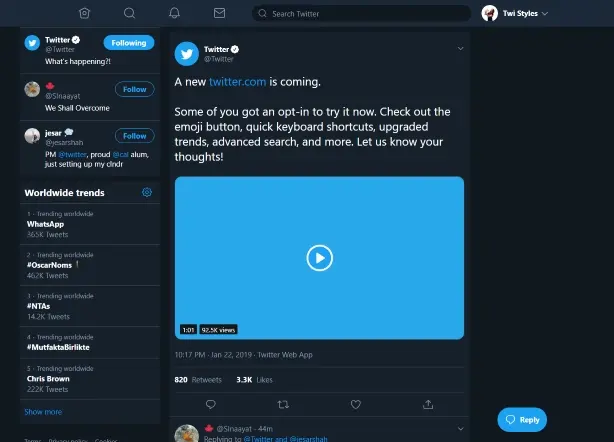 Search Twitter
Twi Styles
Twitter
@Twitter
Following
What's happening?!
@Sinaayat
Follow
We Shall Overcome
jesar
@jesarshah
Follow
PM @twitter, proud @cal alum,
just setting up my clndr
Worldwide trends
1 · Trending worldwide
WhatsApp
365K Tweets
2 · Trending worldwide
#OscarNoms
462K Tweets
3 · Trending worldwide
#NTAs
14.2K Tweets
4 · Trending worldwide
#MutfaktaBirlikte
5 · Trending worldwide
Chris Brown
222K Tweets
Show more
Terms Privacy policy Cookies
Twitter
@Twitter
A new twitter.com is coming.
Some of you got an opt-in to try it now. Check out the
emoji button, quick keyboard shortcuts, upgraded
trends, advanced search, and more. Let us know your
thoughts!
1:01 92.5K views
10:17 PM · Jan 22, 2019 · Twitter Web App
820 Retweets 3.3K Likes
@Sinaayat · 44m
Replying to @Twitter and @jesarshah
Reply